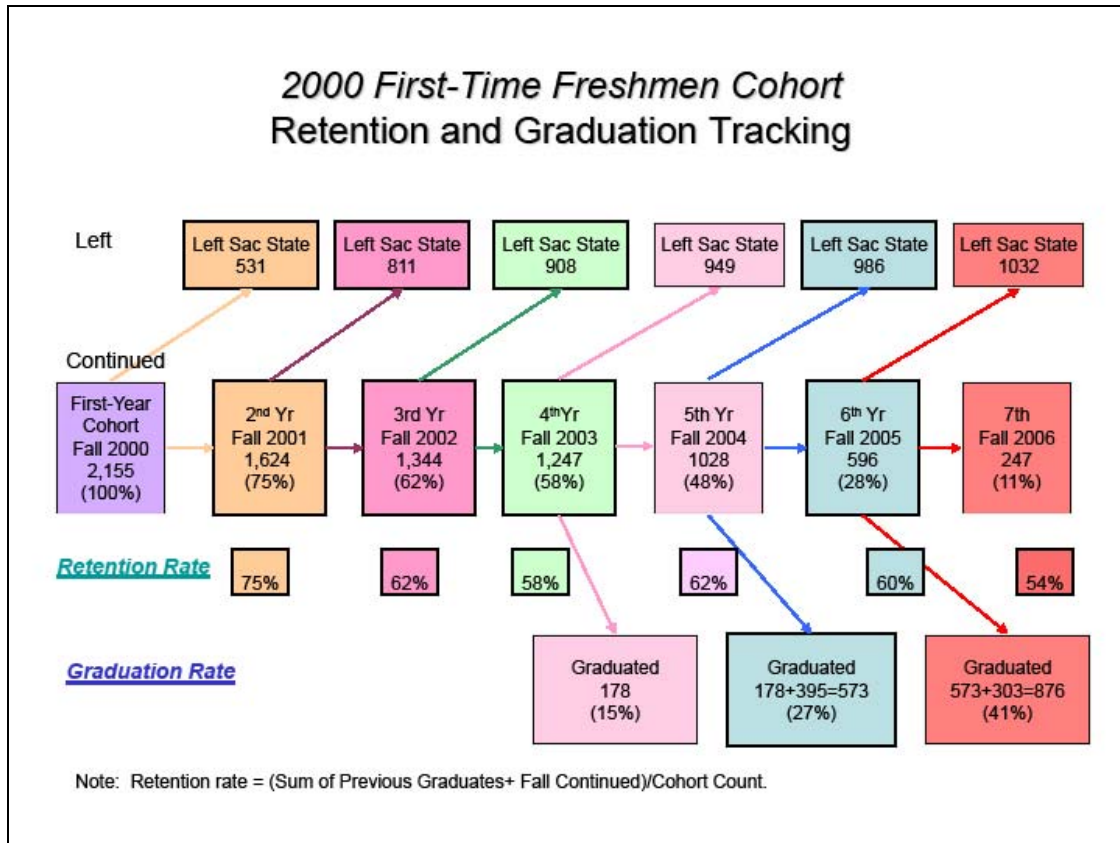 2000 First-Time Freshmen Cohort
Retention and Graduation Tracking
Left
Left Sac State
531
Left Sac State
811
Left Sac State
908
Left Sac State
949
Left Sac State
986
Left Sac State
1032
Continued
First-Year
Cohort
Fall 2000
2,155
(100%)
2nd Yr
Fall 2001
1,624
(75%)
3rd Yr
Fall 2002
1,344
(62%)
4thYr
Fall 2003
1,247
(58%)
5th Yr
Fall 2004
1028
(48%)
6th Yr
Fall 2005
596
(28%)
7th
Fall 2006
247
(11%)
Retention Rate
75%
62%
58%
62%
60%
54%
Graduation Rate
Graduated
178
(15%)
Graduated
178+395=573
(27%)
Graduated
573+303=876
(41%)
Note: Retention rate = (Sum of Previous Graduates+ Fall Continued)/Cohort Count.